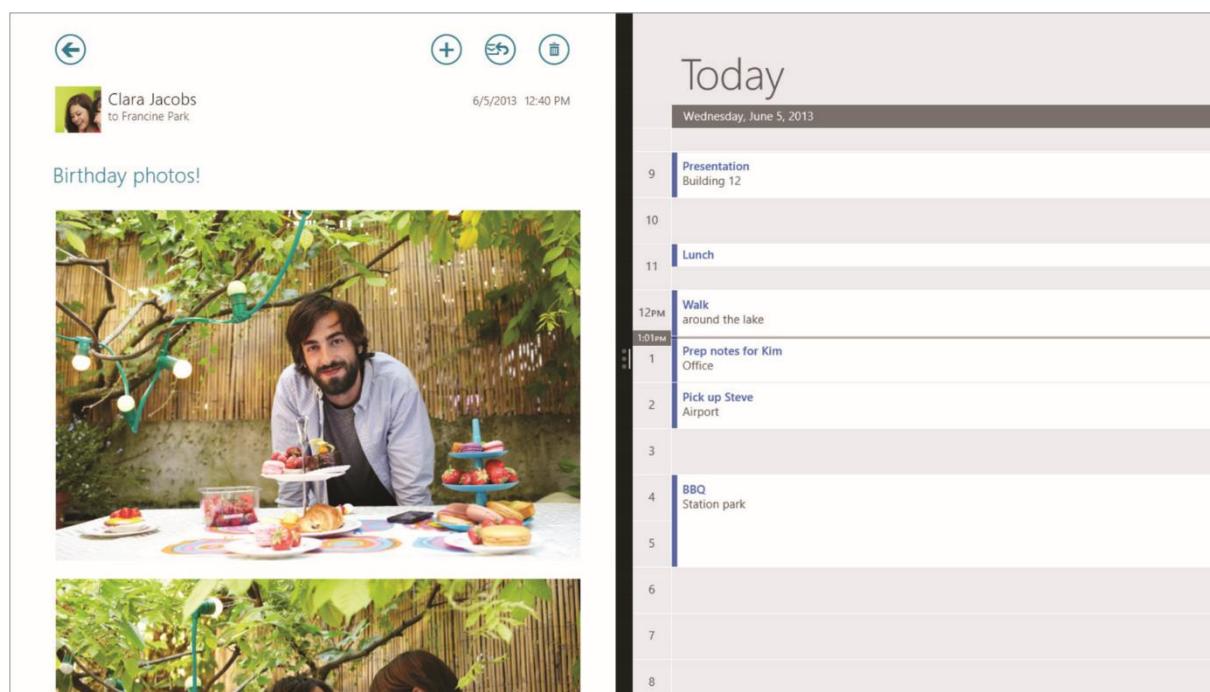 Clara Jacobs
to Francine Park
6/5/2013 12:40 PM
Birthday photos!
Today
Wednesday, June 5, 2013
9
Presentation
Building 12
10
11
Lunch
12PM
Walk
around the lake
1:01PM
1
Prep notes for Kim
Office
2
Pick up Steve
Airport
3
4
BBQ
Station park
5
6
7
8